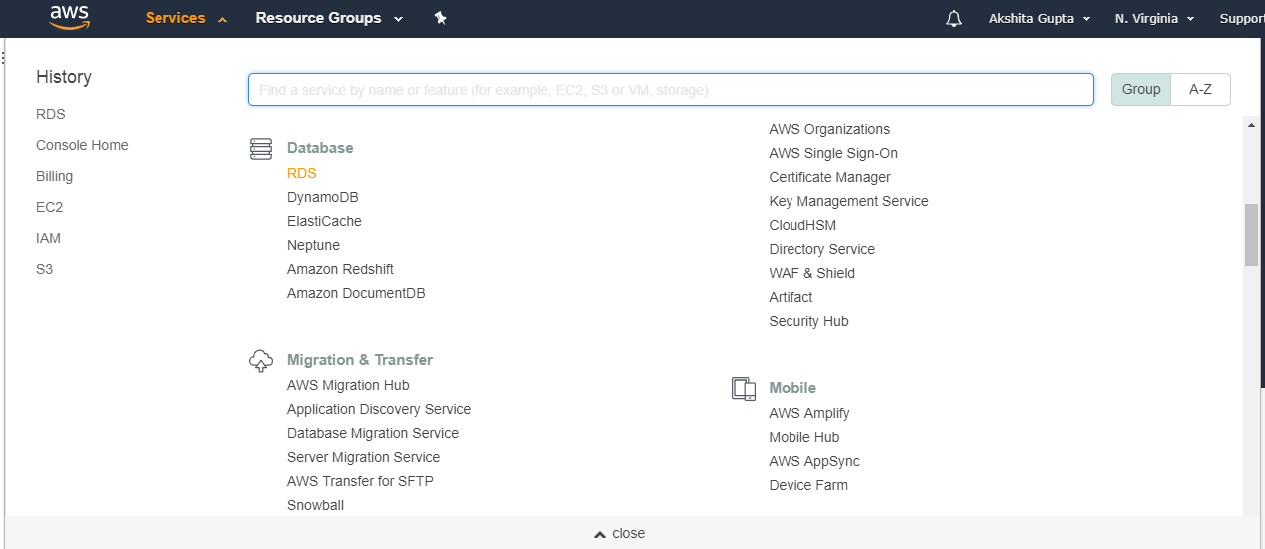 aws Services Resource Groups Akshita Gupta N. Virginia Support
History
RDS
Console Home
Billing
EC2
IAM
S3
Find a service by name or feature (for example, EC2, S3 or VM, storage).
Group A-Z
Database
RDS
DynamoDB
ElastiCache
Neptune
Amazon Redshift
Amazon DocumentDB
Migration & Transfer
AWS Migration Hub
Application Discovery Service
Database Migration Service
Server Migration Service
AWS Transfer for SFTP
Snowball
AWS Organizations
AWS Single Sign-On
Certificate Manager
Key Management Service
CloudHSM
Directory Service
WAF & Shield
Artifact
Security Hub
Mobile
AWS Amplify
Mobile Hub
AWS AppSync
Device Farm
close